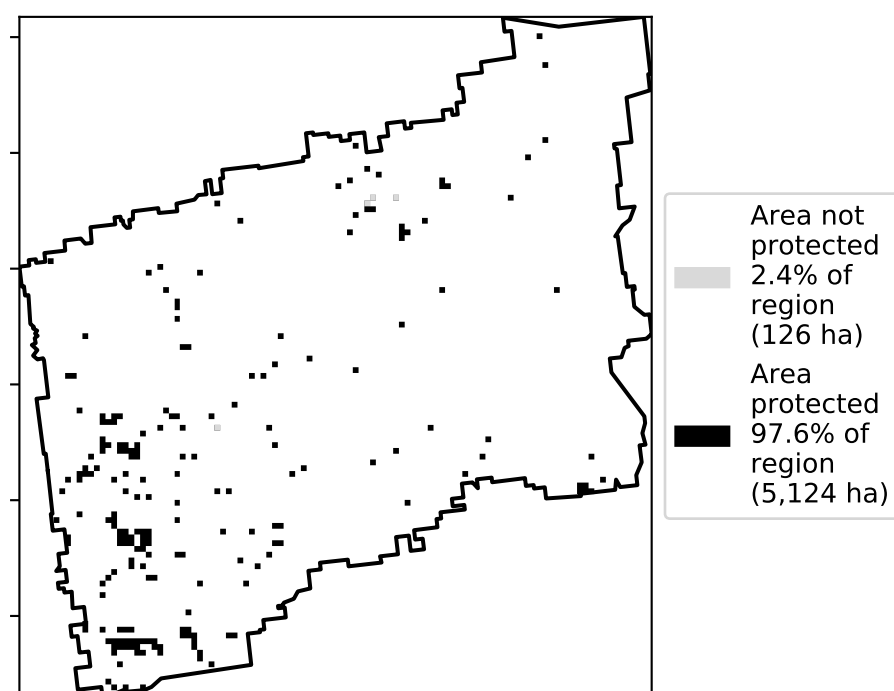 Area not
protected
2.4% of
region
(126 ha)
Area
protected
97.6% of
region
(5,124 ha)